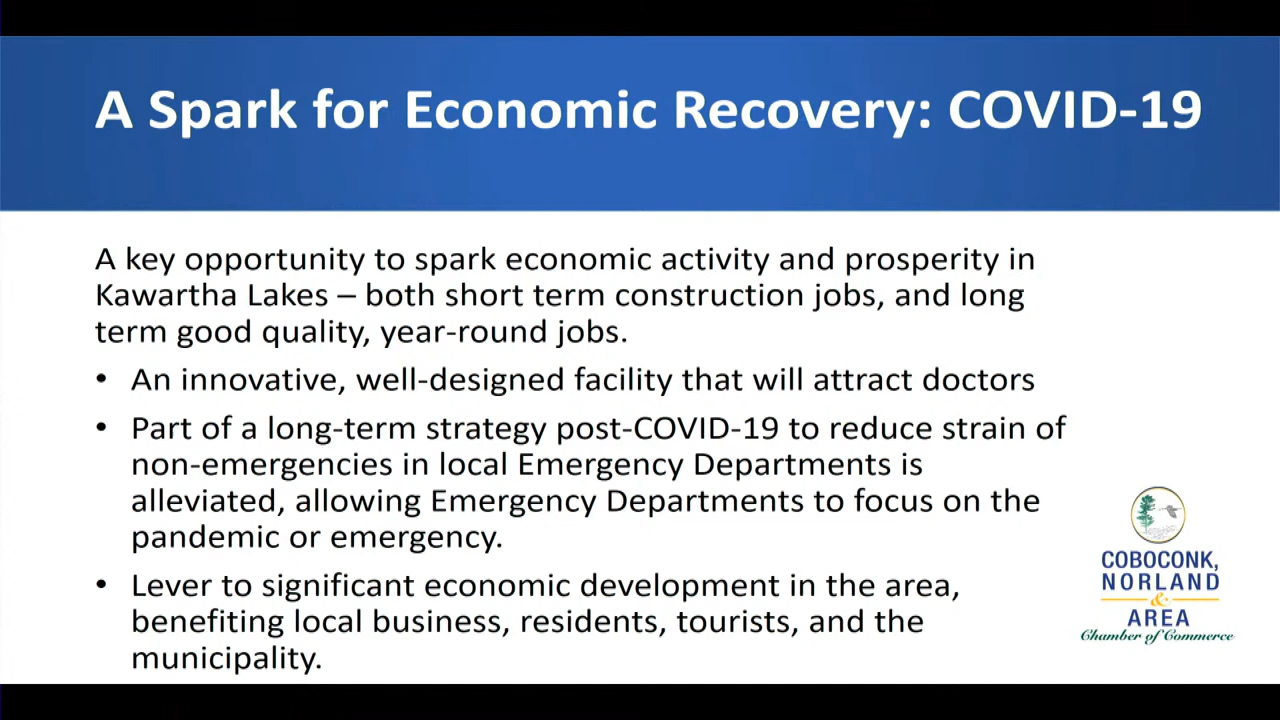 A Spark for Economic Recovery: COVID-19
A key opportunity to spark economic activity and prosperity in
Kawartha Lakes – both short term construction jobs, and long
term good quality, year-round jobs.
• An innovative, well-designed facility that will attract doctors
• Part of a long-term strategy post-COVID-19 to reduce strain of
non-emergencies in local Emergency Departments is
alleviated, allowing Emergency Departments to focus on the
pandemic or emergency.
• Lever to significant economic development in the area,
benefiting local business, residents, tourists, and the
municipality.
COBOCONK,
NORLAND
&
AREA
Chamber of Commerce